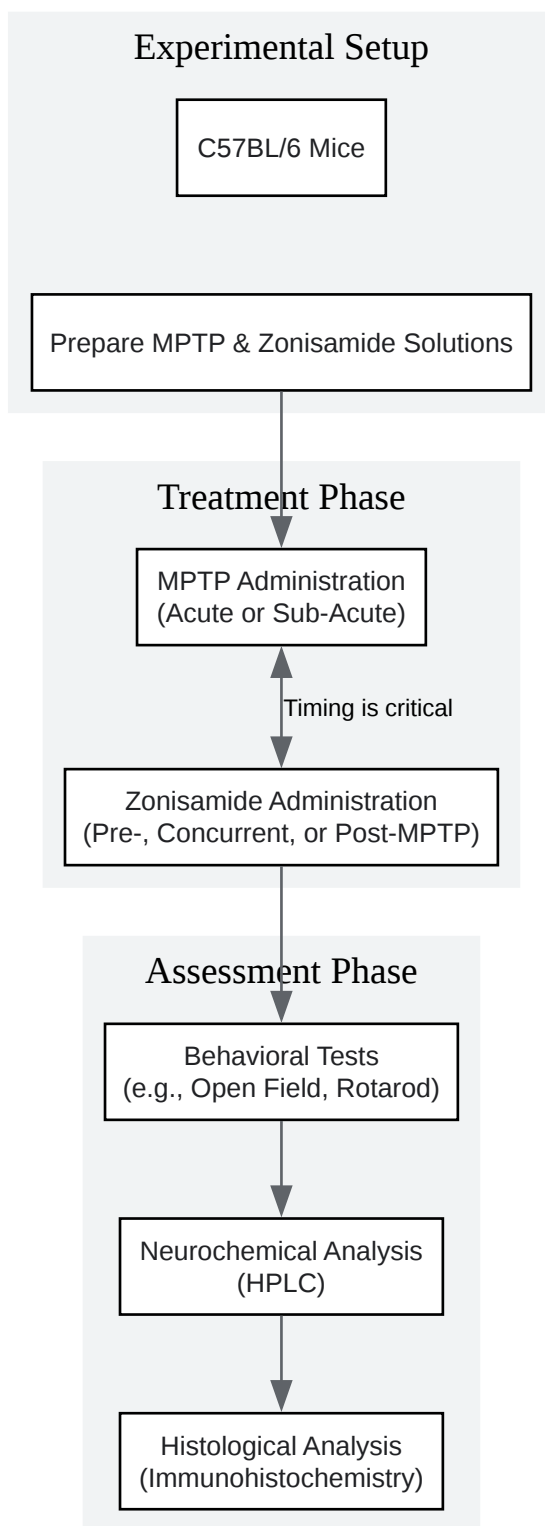 Experimental Setup
C57BL/6 Mice
Prepare MPTP & Zonisamide Solutions
Treatment Phase
MPTP Administration
(Acute or Sub-Acute)
Timing is critical
Zonisamide Administration
(Pre-, Concurrent, or Post-MPTP)
Assessment Phase
Behavioral Tests
(e.g., Open Field, Rotarod)
Neurochemical Analysis
(HPLC)
Histological Analysis
(Immunohistochemistry)